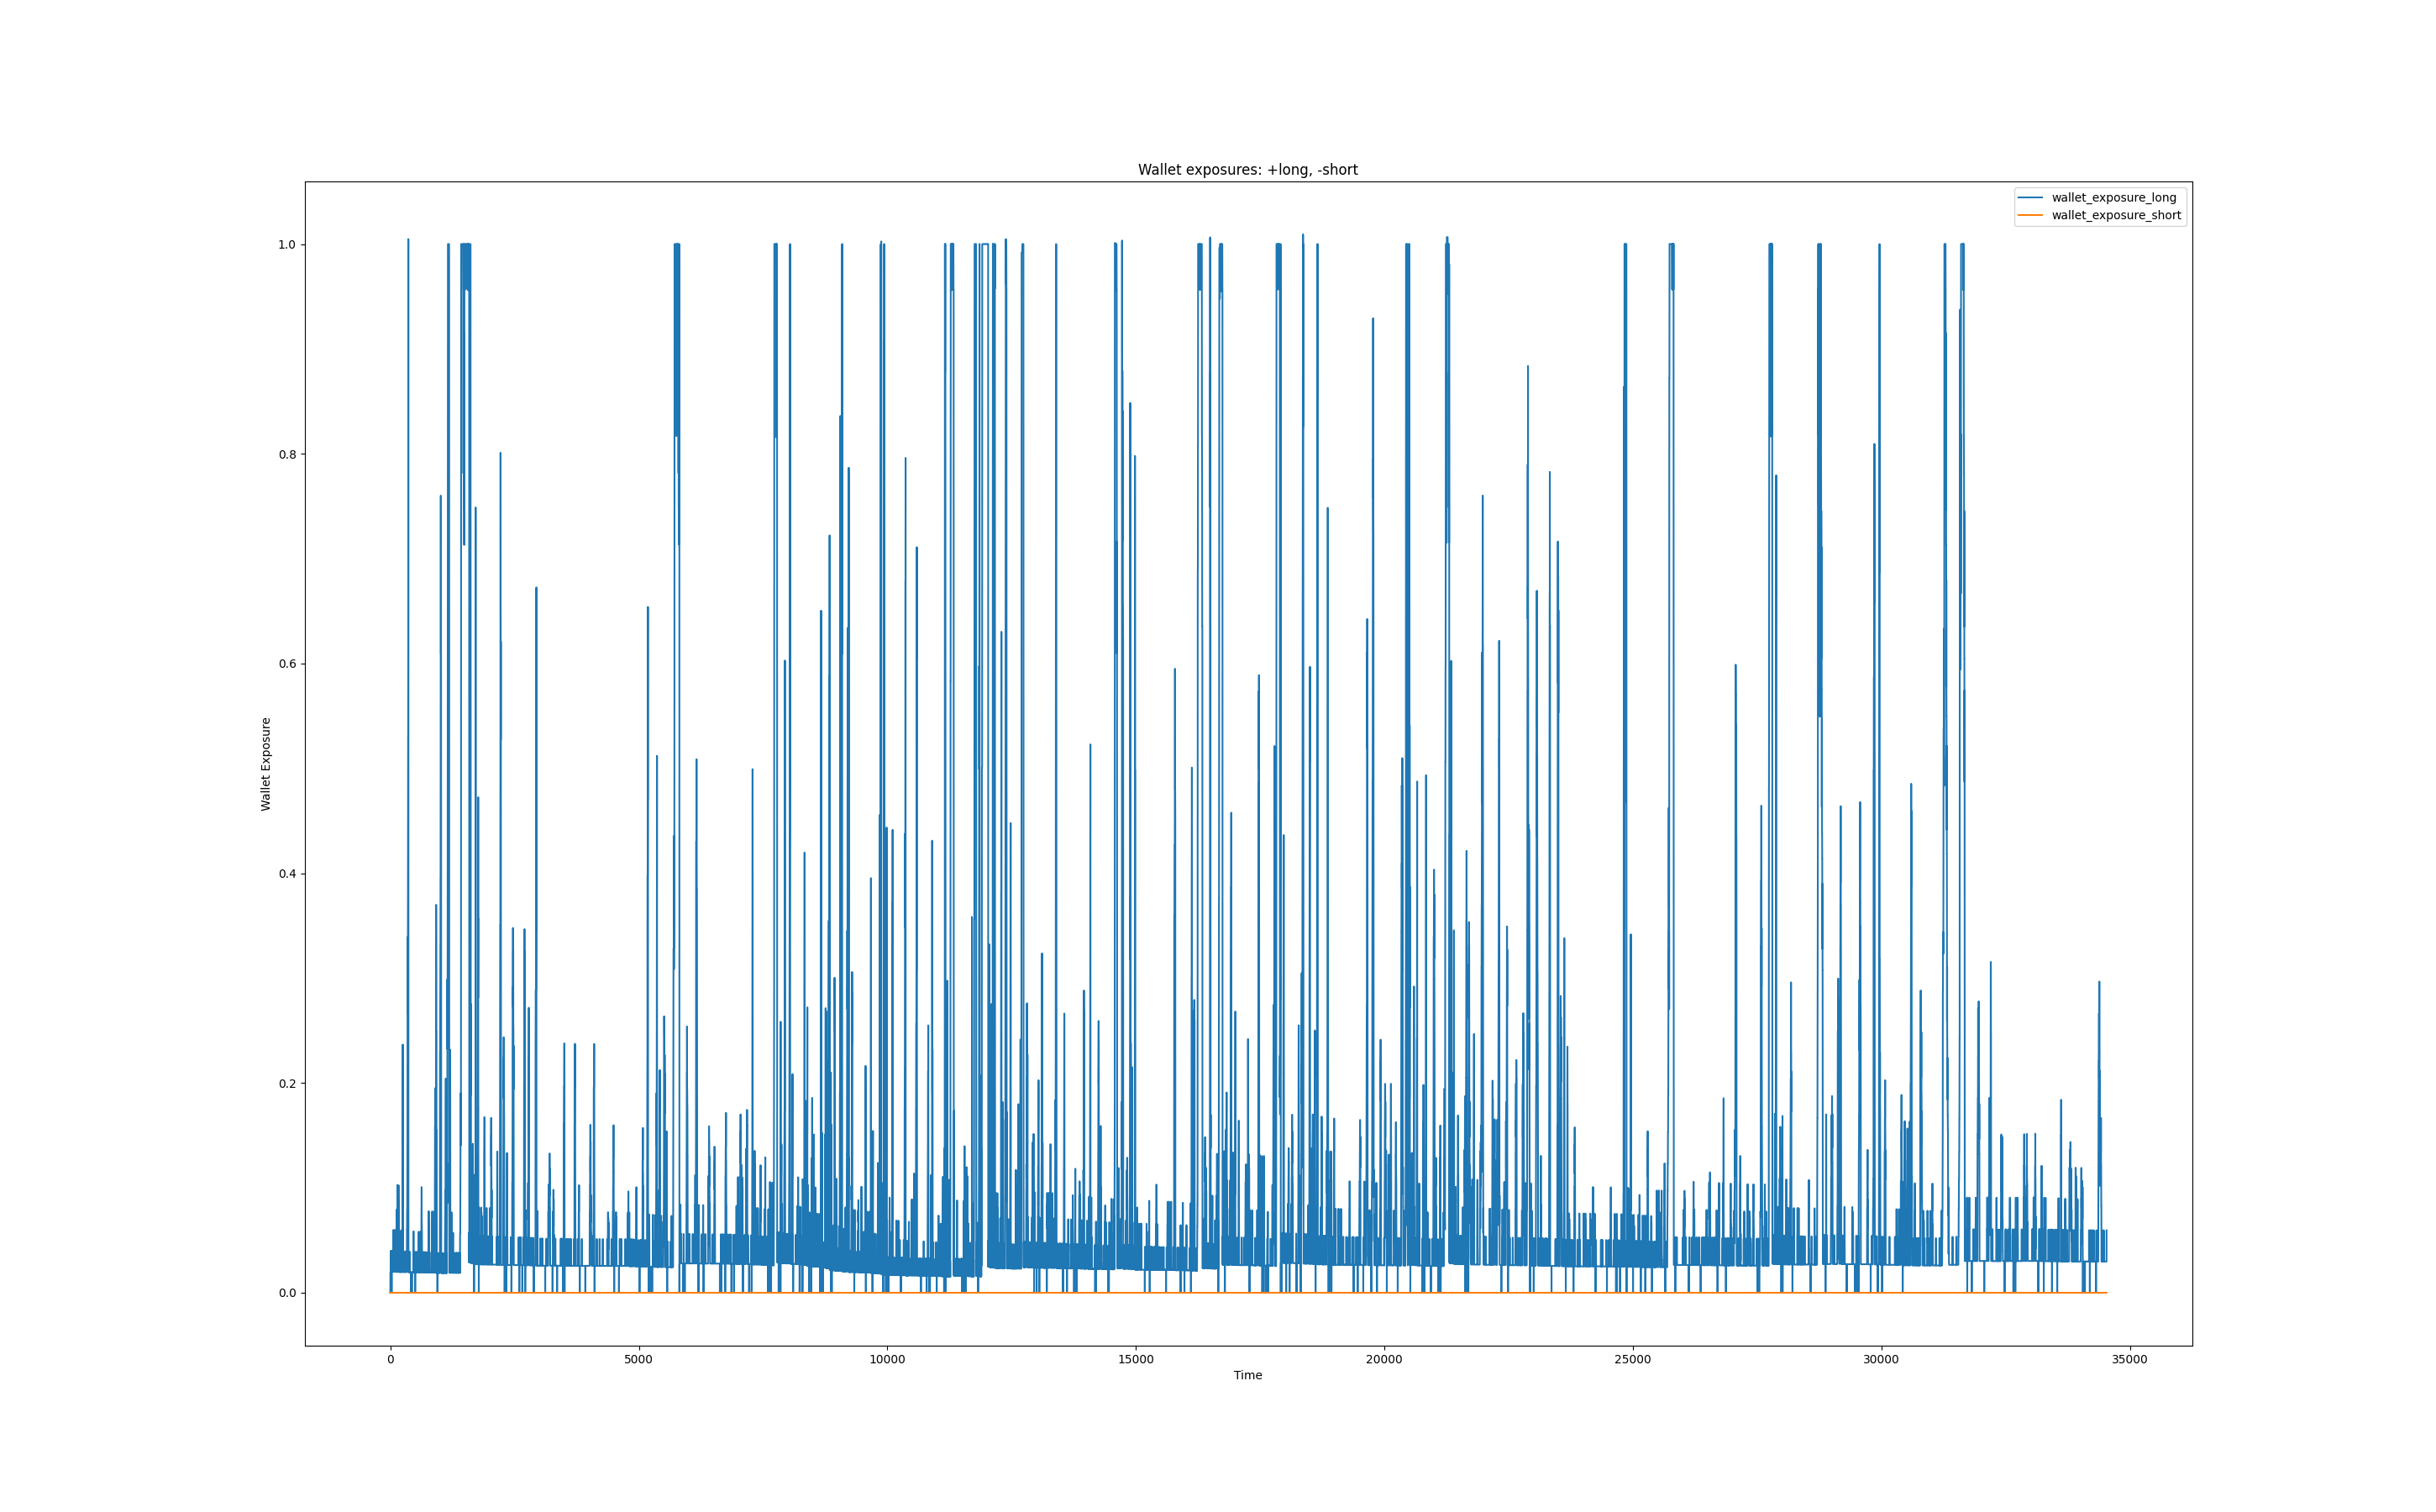 Wallet exposures: +long, -short
wallet_exposure_long
wallet_exposure_short
1.0
0.8
0.6
0.4
0.2
0.0
Wallet Exposure
0 5000 10000 15000 20000 25000 30000 35000
Time